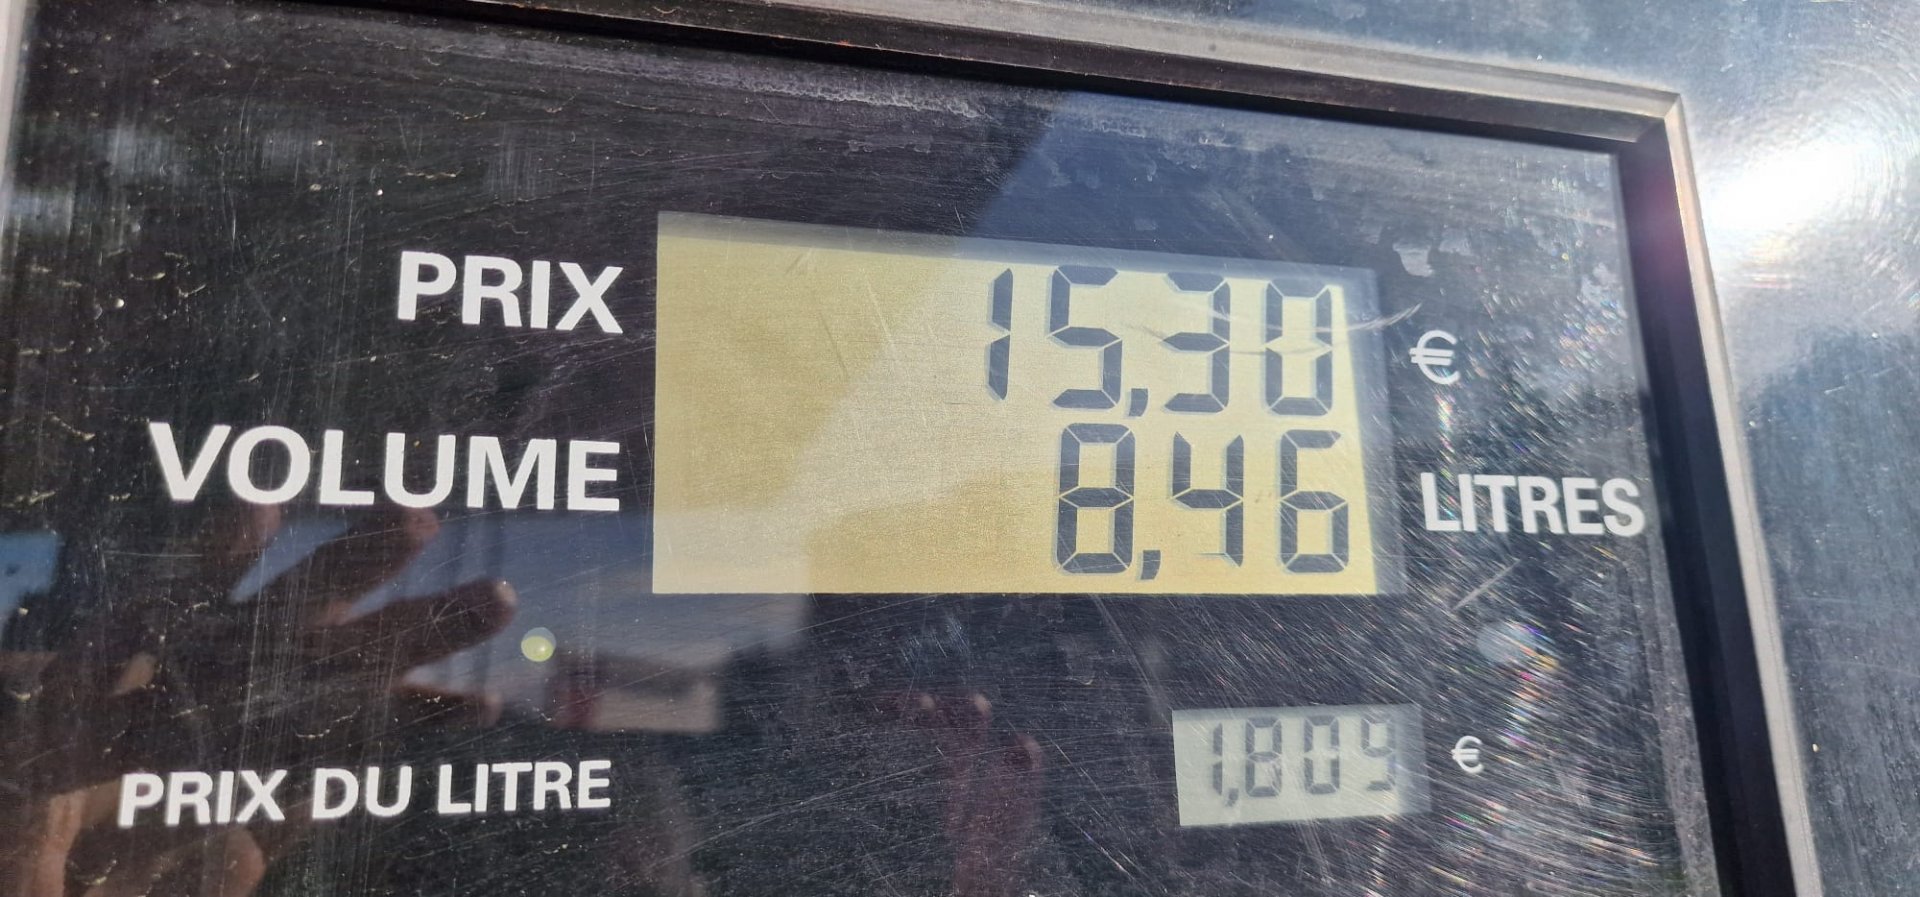 PRIX 15,30 €
VOLUME 8,46 LITRES
PRIX DU LITRE 1,809 €